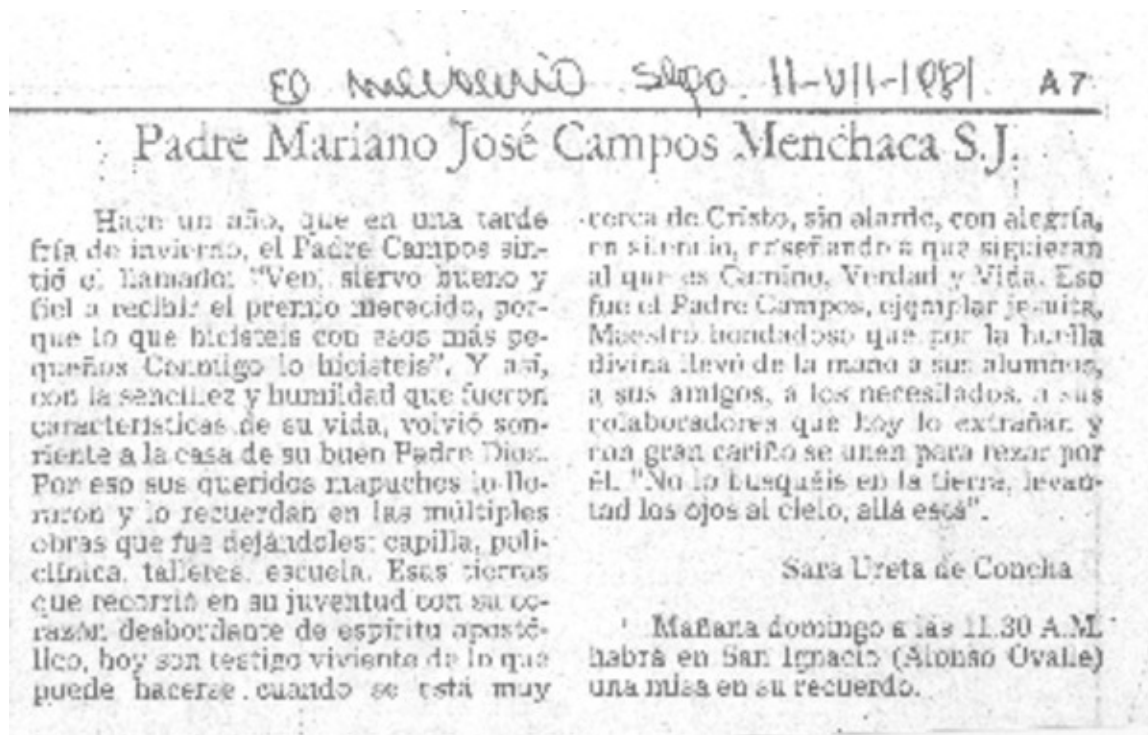 El Mercurio Stgo. 11-VII-1981. A 7
Padre Mariano José Campos Menchaca S.J.
Hace un año, que en una tarde
fría de invierno, el Padre Campos sin-
tió el llamado: "Ven, siervo bueno y
fiel a recibir el premio merecido, por-
que lo que hicisteis con esos más pe-
queños Conmigo lo hicisteis". Y así,
con la sencillez y humildad que fueron
características de su vida, volvió son-
riente a la casa de su buen Padre Dios.
Por eso sus queridos mapuches lo llo-
raron y lo recuerdan en las múltiples
obras que fue dejándoles: capilla, poli-
clínica, talleres, escuela. Esas tierras
que recorrió en su juventud con su co-
razón desbordante de espíritu apostó-
lico, hoy son testigo viviente de lo que
puede hacerse cuando se está muy
cerca de Cristo, sin alarde, con alegría,
en silencio, enseñando a que siguieran
al que es Camino, Verdad y Vida. Eso
fue el Padre Campos, ejemplar jesuita,
Maestro bondadoso que por la huella
divina llevó de la mano a sus alumnos,
a sus amigos, a los necesitados, a sus
colaboradores que hoy lo extrañan y
con gran cariño se unen para rezar por
él. "No lo busquéis en la tierra, levan-
tad los ojos al cielo, allá está".
Sara Ureta de Concha
Mañana domingo a las 11.30 A.M.
habrá en San Ignacio (Alonso Ovalle)
una misa en su recuerdo.